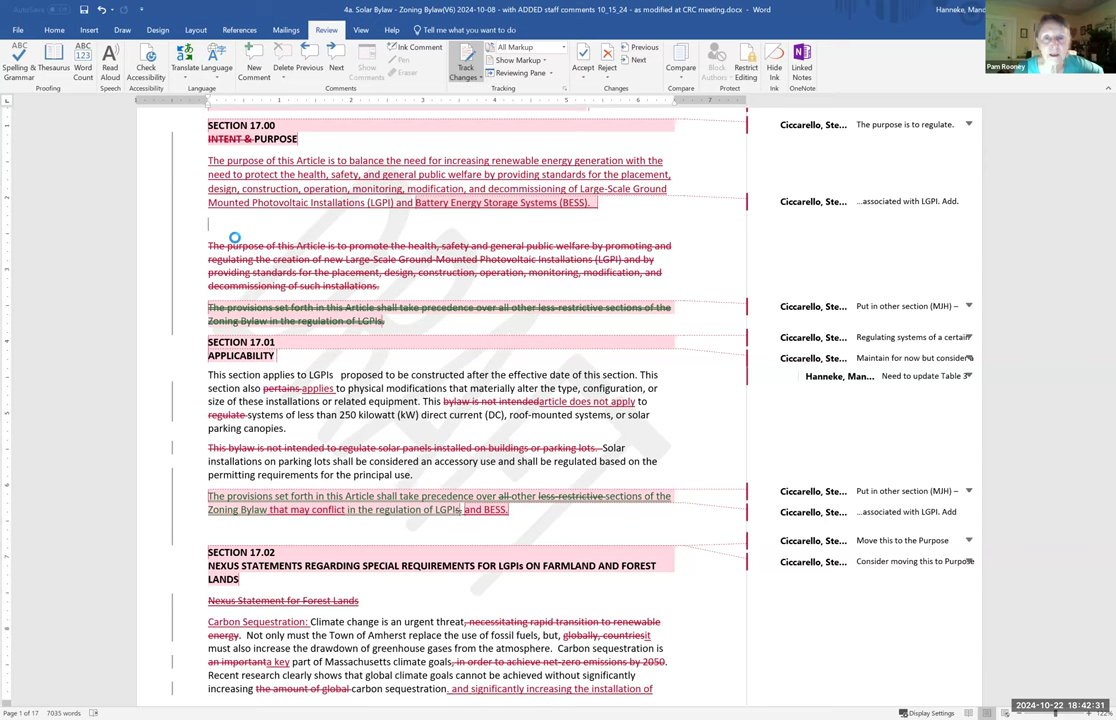 AutoSave
4a. Solar Bylaw - Zoning Bylaw(V6) 2024-10-08 - with ADDED staff comments 10_15_24 - as modified at CRC meeting.docx - Word
Hanneke, Manc
File Home Insert Draw Design Layout References Mailings Review View Help Tell me what you want to do
Spelling & Grammar
Thesaurus
Word Count
Read Aloud
Check Accessibility
Translate
Language
New Comment
Delete
Previous
Next
Show Comments
Ink Comment
Pen
Eraser
Track Changes
All Markup
Show Markup
Reviewing Pane
Accept
Reject
Previous
Next
Compare
Block Authors
Restrict Editing
Hide Ink
Linked Notes
Proofing
Speech
Accessibility
Language
Comments
Tracking
Changes
Compare
Protect
Ink
OneNote
Pam Rooney
SECTION 17.00
INTENT & PURPOSE
The purpose of this Article is to balance the need for increasing renewable energy generation with the
need to protect the health, safety, and general public welfare by providing standards for the placement,
design, construction, operation, monitoring, modification, and decommissioning of Large-Scale Ground
Mounted Photovoltaic Installations (LGPI) and Battery Energy Storage Systems (BESS).
The purpose of this Article is to promote the health, safety and general public welfare by promoting and
regulating the creation of new Large-Scale Ground-Mounted Photovoltaic Installations (LGPI) and by
providing standards for the placement, design, construction, operation, monitoring, modification, and
decommissioning of such installations.
The provisions set forth in this Article shall take precedence over all other less-restrictive sections of the
Zoning Bylaw in the regulation of LGPIs.
SECTION 17.01
APPLICABILITY
This section applies to LGPIs proposed to be constructed after the effective date of this section. This
section also pertains applies to physical modifications that materially alter the type, configuration, or
size of these installations or related equipment. This bylaw is not intendedarticle does not apply to
regulate systems of less than 250 kilowatt (kW) direct current (DC), roof-mounted systems, or solar
parking canopies.
This bylaw is not intended to regulate solar panels installed on buildings or parking lots. Solar
installations on parking lots shall be considered an accessory use and shall be regulated based on the
permitting requirements for the principal use.
The provisions set forth in this Article shall take precedence over all other less-restrictive sections of the
Zoning Bylaw that may conflict in the regulation of LGPIs. and BESS.
SECTION 17.02
NEXUS STATEMENTS REGARDING SPECIAL REQUIREMENTS FOR LGPIs ON FARMLAND AND FOREST
LANDS
Nexus Statement for Forest Lands
Carbon Sequestration: Climate change is an urgent threat, necessitating rapid transition to renewable
energy. Not only must the Town of Amherst replace the use of fossil fuels, but, globally, countriesit
must also increase the drawdown of greenhouse gases from the atmosphere. Carbon sequestration is
an importanta key part of Massachusetts climate goals, in order to achieve net-zero emissions by 2050.
Recent research clearly shows that global climate goals cannot be achieved without significantly
increasing the amount of global carbon sequestration, and significantly increasing the installation of
Ciccarello, Ste... The purpose is to regulate.
Ciccarello, Ste... ...associated with LGPI. Add.
Ciccarello, Ste... Put in other section (MJH) –
Ciccarello, Ste... Regulating systems of a certain
Ciccarello, Ste... Maintain for now but consider
Hanneke, Man... Need to update Table 3
Ciccarello, Ste... Put in other section (MJH) –
Ciccarello, Ste... ...associated with LGPI. Add
Ciccarello, Ste... Move this to the Purpose
Ciccarello, Ste... Consider moving this to Purpose
DRAFT
Page 1 of 17 7035 words
Display Settings
2024-10-22 18:42:31
122%